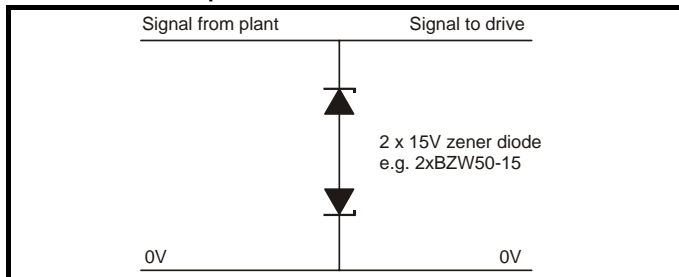 Signal from plant Signal to drive
2 x 15V zener diode
e.g. 2xBZW50-15
0V 0V